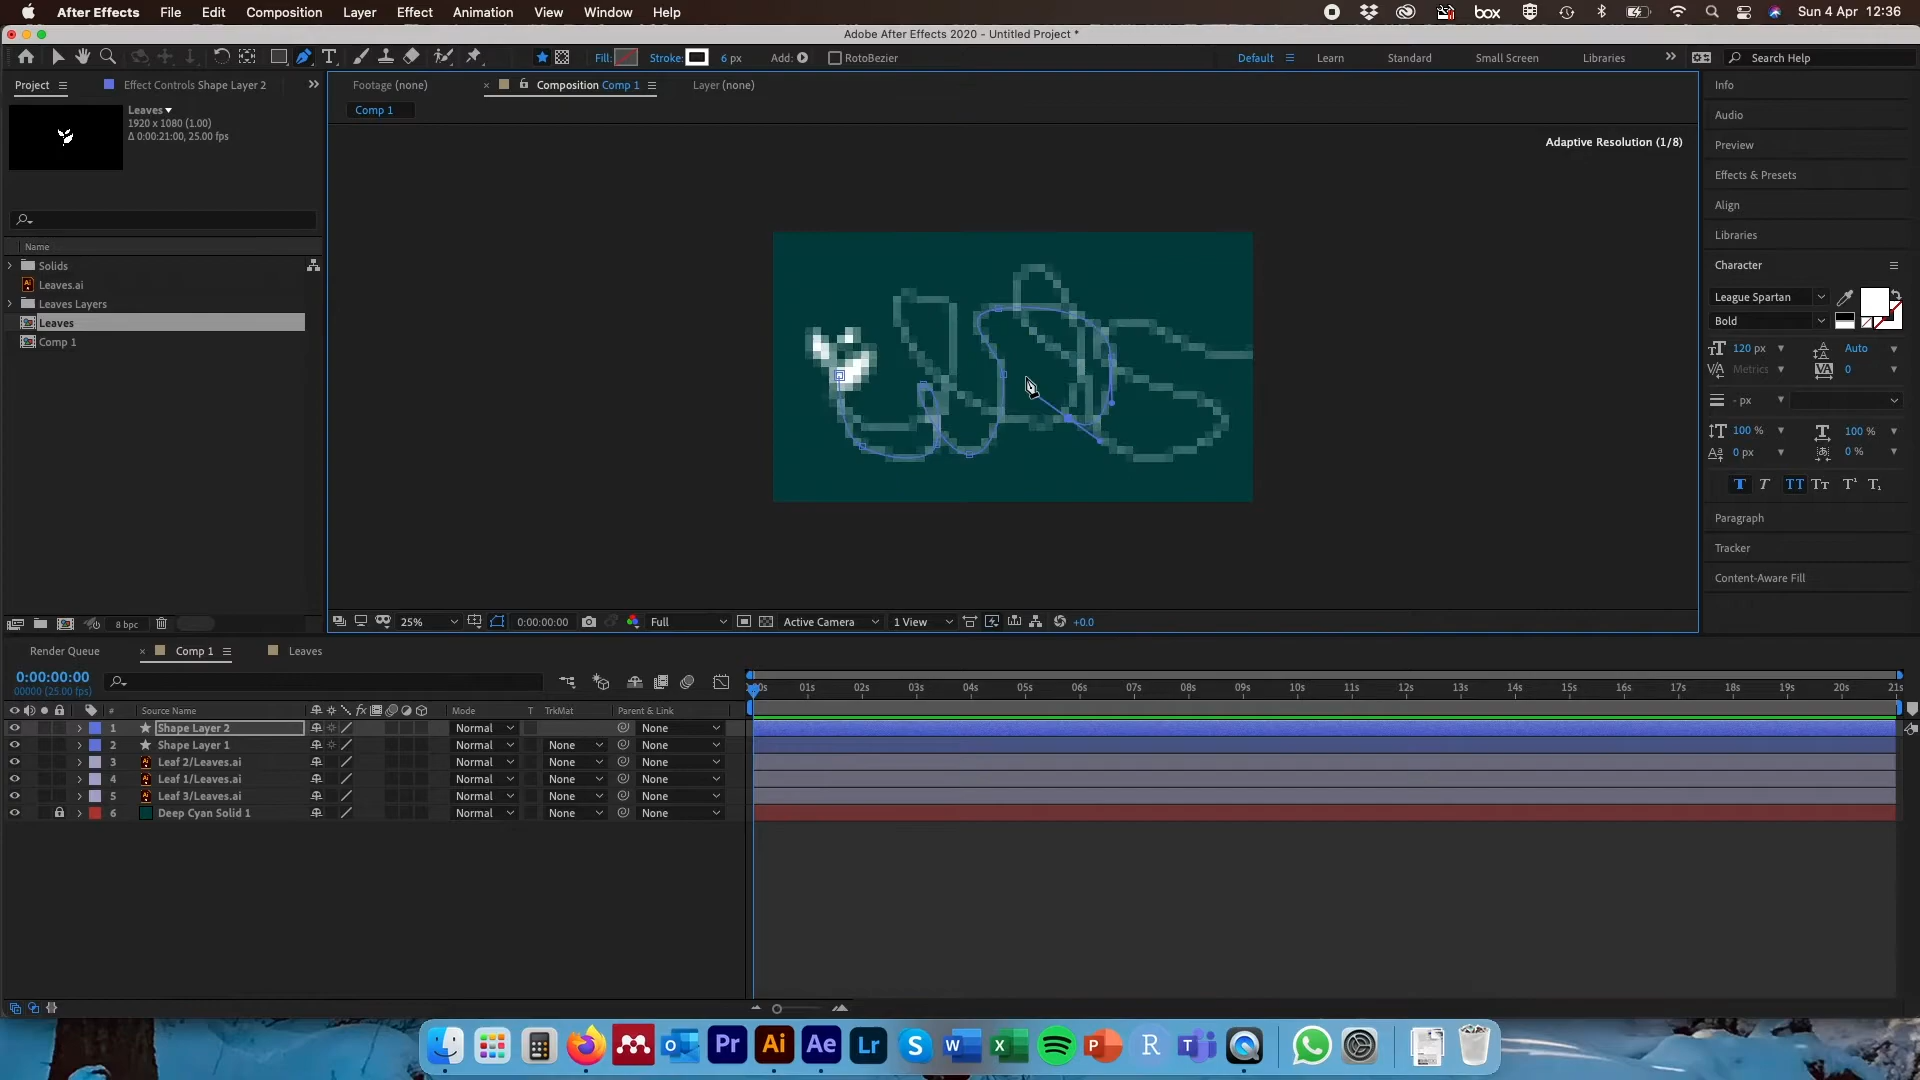 After Effects File Edit Composition Layer Effect Animation View Window Help box Sun 4 Apr 12:36
Adobe After Effects 2020 - Untitled Project *
Fill: Stroke: 6 px Add: RotoBezier Default Learn Standard Small Screen Libraries Search Help
Project Effect Controls Shape Layer 2 Footage (none) Composition Comp 1 Layer (none) Info
Leaves
1920 x 1080 (1.00)
Δ 0:00:21:00, 25.00 fps
Comp 1
Adaptive Resolution (1/8)
Audio
Preview
Effects & Presets
Align
Libraries
Character
League Spartan
Bold
120 px Auto
Metrics 0
- px
100 % 100 %
0 px 0 %
Paragraph
Tracker
Content-Aware Fill
Name
Solids
Leaves.ai
Leaves Layers
Leaves
Comp 1
8 bpc 25% 0:00:00:00 Full Active Camera 1 View +0.0
Render Queue Comp 1 Leaves
0:00:00:00
00000 (25.00 fps)
01s 02s 03s 04s 05s 06s 07s 08s 09s 10s 11s 12s 13s 14s 15s 16s 17s 18s 19s 20s 21s
# Source Name fx Mode T TrkMat Parent & Link
1 Shape Layer 2 Normal None
2 Shape Layer 1 Normal None None
3 Leaf 2/Leaves.ai Normal None None
4 Leaf 1/Leaves.ai Normal None None
5 Leaf 3/Leaves.ai Normal None None
6 Deep Cyan Solid 1 Normal None None
Pr Ai Ae Lr S W X P R T